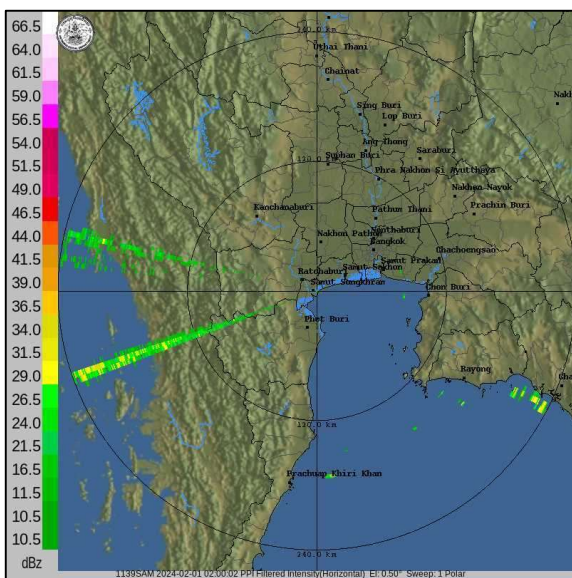 66.5
64.0
61.5
59.0
56.5
54.0
51.5
49.0
46.5
44.0
41.5
39.0
36.5
34.0
31.5
29.0
26.5
24.0
21.5
16.5
11.5
10.5
dBz
Uthai Thani
Chainat
Sing Buri
Lop Buri
Ang Thong
Saraburi
Suphan Buri
Phra Nakhon Si Ayutthaya
Nakhon Nayok
Kanchanaburi
Pathum Thani
Prachin Buri
Nakhon Pathom
Nonthaburi
Bangkok
Chachoengsao
Samut Prakan
Samut Sakhon
Ratchaburi
Samut Songkhram
Chon Buri
Phet Buri
Rayong
Prachuap Khiri Khan
240.0 km
1139SAM 2024-02-01 02:00:02 PPI Filtered Intensity(Horizontal) El: 0.50° Sweep: 1 Polar